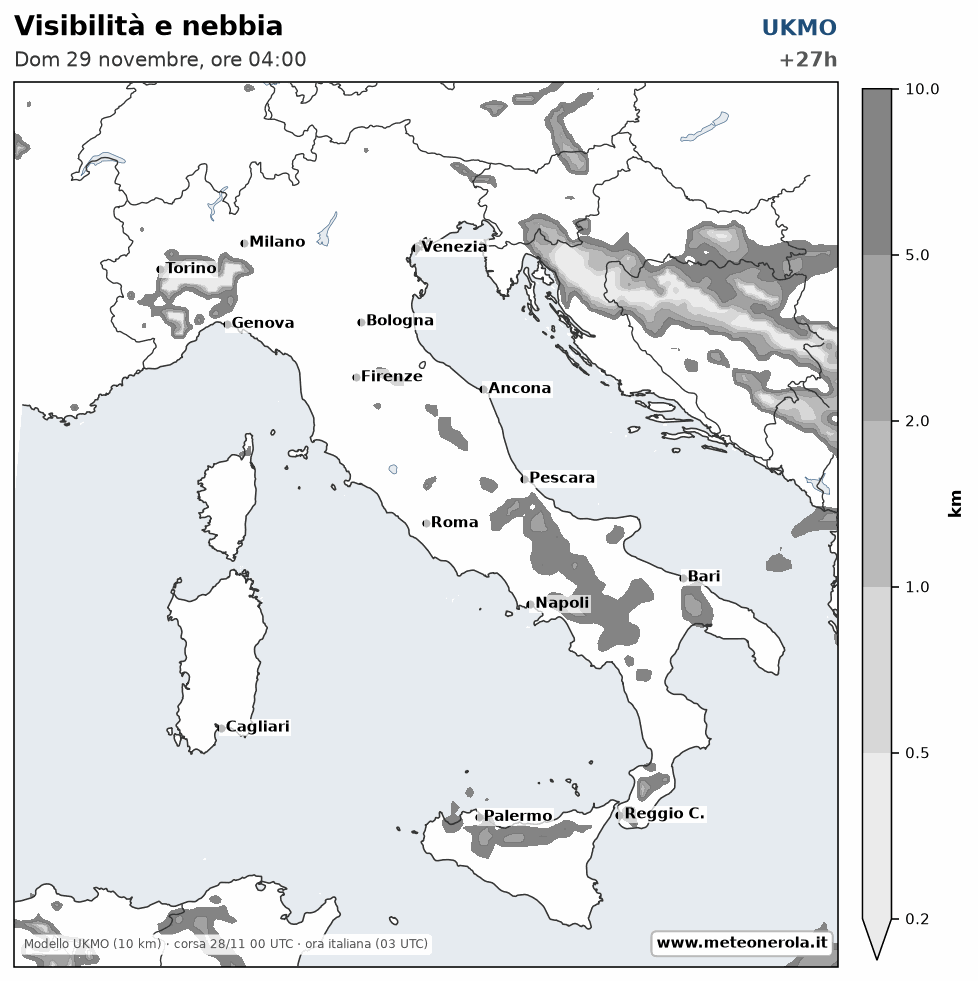 Visibilità e nebbia
UKMO
Dom 29 novembre, ore 04:00
+27h
10.0
5.0
2.0
1.0
0.5
0.2
km
Milano
Venezia
Torino
Genova
Bologna
Firenze
Ancona
Pescara
Roma
Bari
Napoli
Cagliari
Palermo
Reggio C.
Modello UKMO (10 km) · corsa 28/11 00 UTC · ora italiana (03 UTC)
www.meteonerola.it